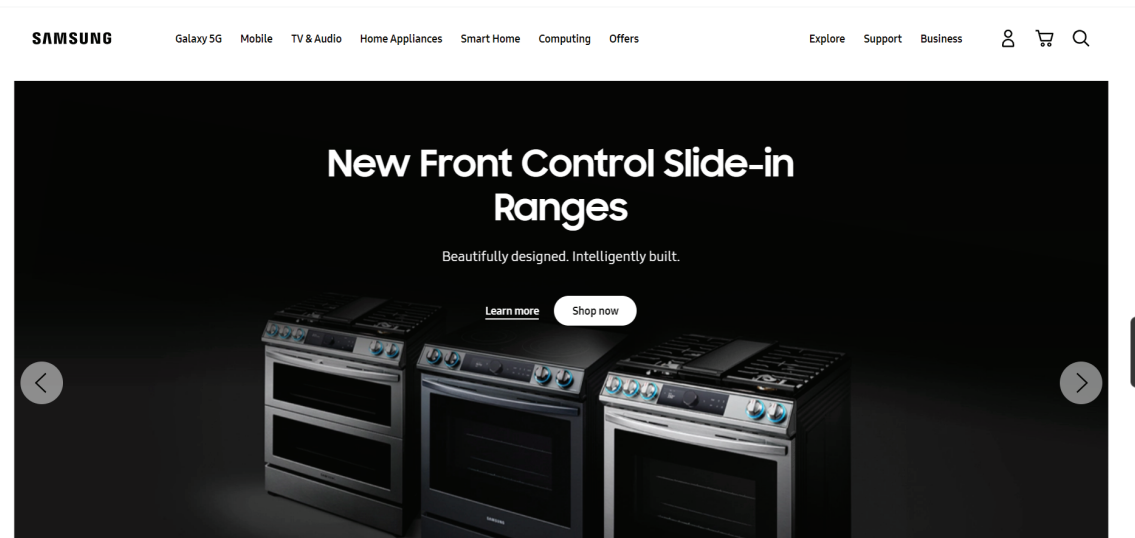 SAMSUNG Galaxy 5G Mobile TV & Audio Home Appliances Smart Home Computing Offers Explore Support Business
New Front Control Slide-in
Ranges
Beautifully designed. Intelligently built.
Learn more Shop now
SAMSUNG